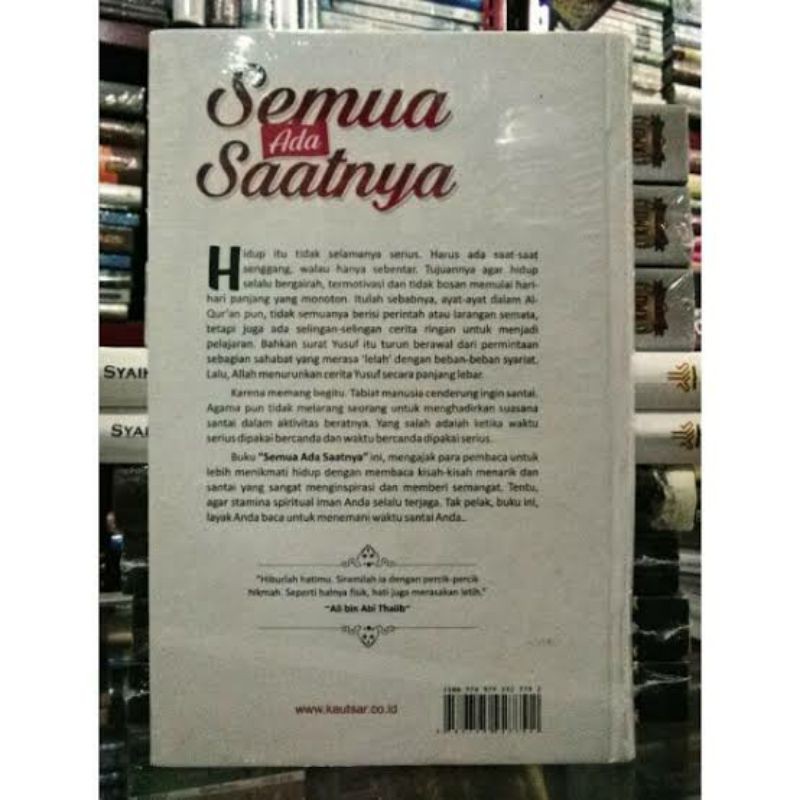 Semua
Ada
Saatnya
Hidup itu tidak selamanya serius. Harus ada saat-saat
senggang, walau hanya sebentar. Tujuannya agar hidup
selalu bergairah, termotivasi dan tidak bosan memulai hari-
hari panjang yang monoton. Itulah sebabnya, ayat-ayat dalam Al-
Qur'an pun, tidak semuanya berisi perintah atau larangan semata,
tetapi juga ada selingan-selingan cerita ringan untuk menjadi
pelajaran. Bahkan surat Yusuf itu turun berawal dari permintaan
sebagian sahabat yang merasa 'lelah' dengan beban-beban syariat.
Lalu, Allah menurunkan cerita Yusuf secara panjang lebar.
Karena memang begitu. Tabiat manusia cenderung ingin santai.
Agama pun tidak melarang seorang untuk menghadirkan suasana
santai dalam aktivitas beratnya. Yang salah adalah ketika waktu
serius dipakai bercanda dan waktu bercanda dipakai serius.
Buku "Semua Ada Saatnya" ini, mengajak para pembaca untuk
lebih menikmati hidup dengan membaca kisah-kisah menarik dan
santai yang sangat menginspirasi dan memberi semangat. Tentu,
agar stamina spiritual iman Anda selalu terjaga. Tak pelak, buku ini,
layak Anda baca untuk menemani waktu santai Anda..
"Hiburlah hatimu. Siramilah ia dengan percik-percik
hikmah. Seperti halnya fisik, hati juga merasakan letih."
"Ali bin Abi Thalib"
www.kautsar.co.id
SYAIK
SYAI